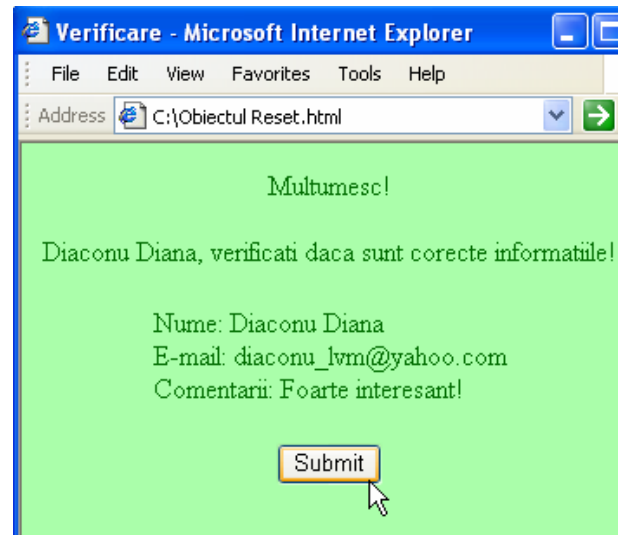 Verificare - Microsoft Internet Explorer
File Edit View Favorites Tools Help
Address C:\Obiectul Reset.html
Multumesc!
Diaconu Diana, verificati daca sunt corecte informatiile!
Nume: Diaconu Diana
E-mail: diaconu_lvm@yahoo.com
Comentarii: Foarte interesant!
Submit